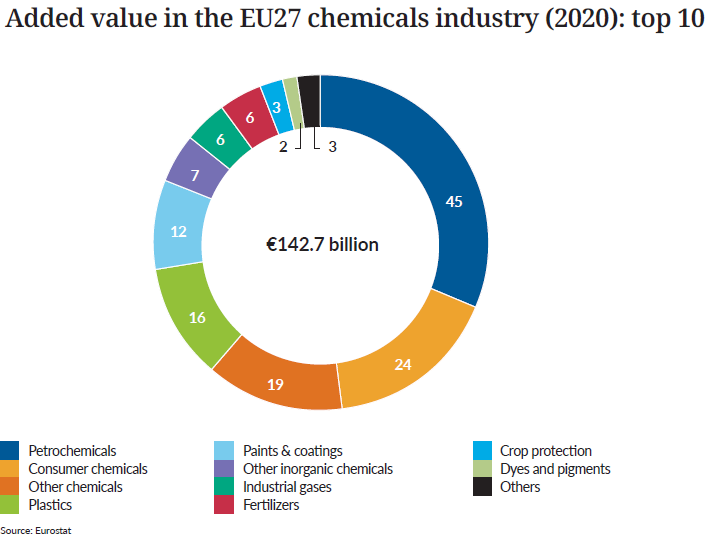 Added value in the EU27 chemicals industry (2020): top 10
3
6
2
3
6
7
45
12
€142.7 billion
16
24
19
Petrochemicals
Consumer chemicals
Other chemicals
Plastics
Paints & coatings
Other inorganic chemicals
Industrial gases
Fertilizers
Crop protection
Dyes and pigments
Others
Source: Eurostat